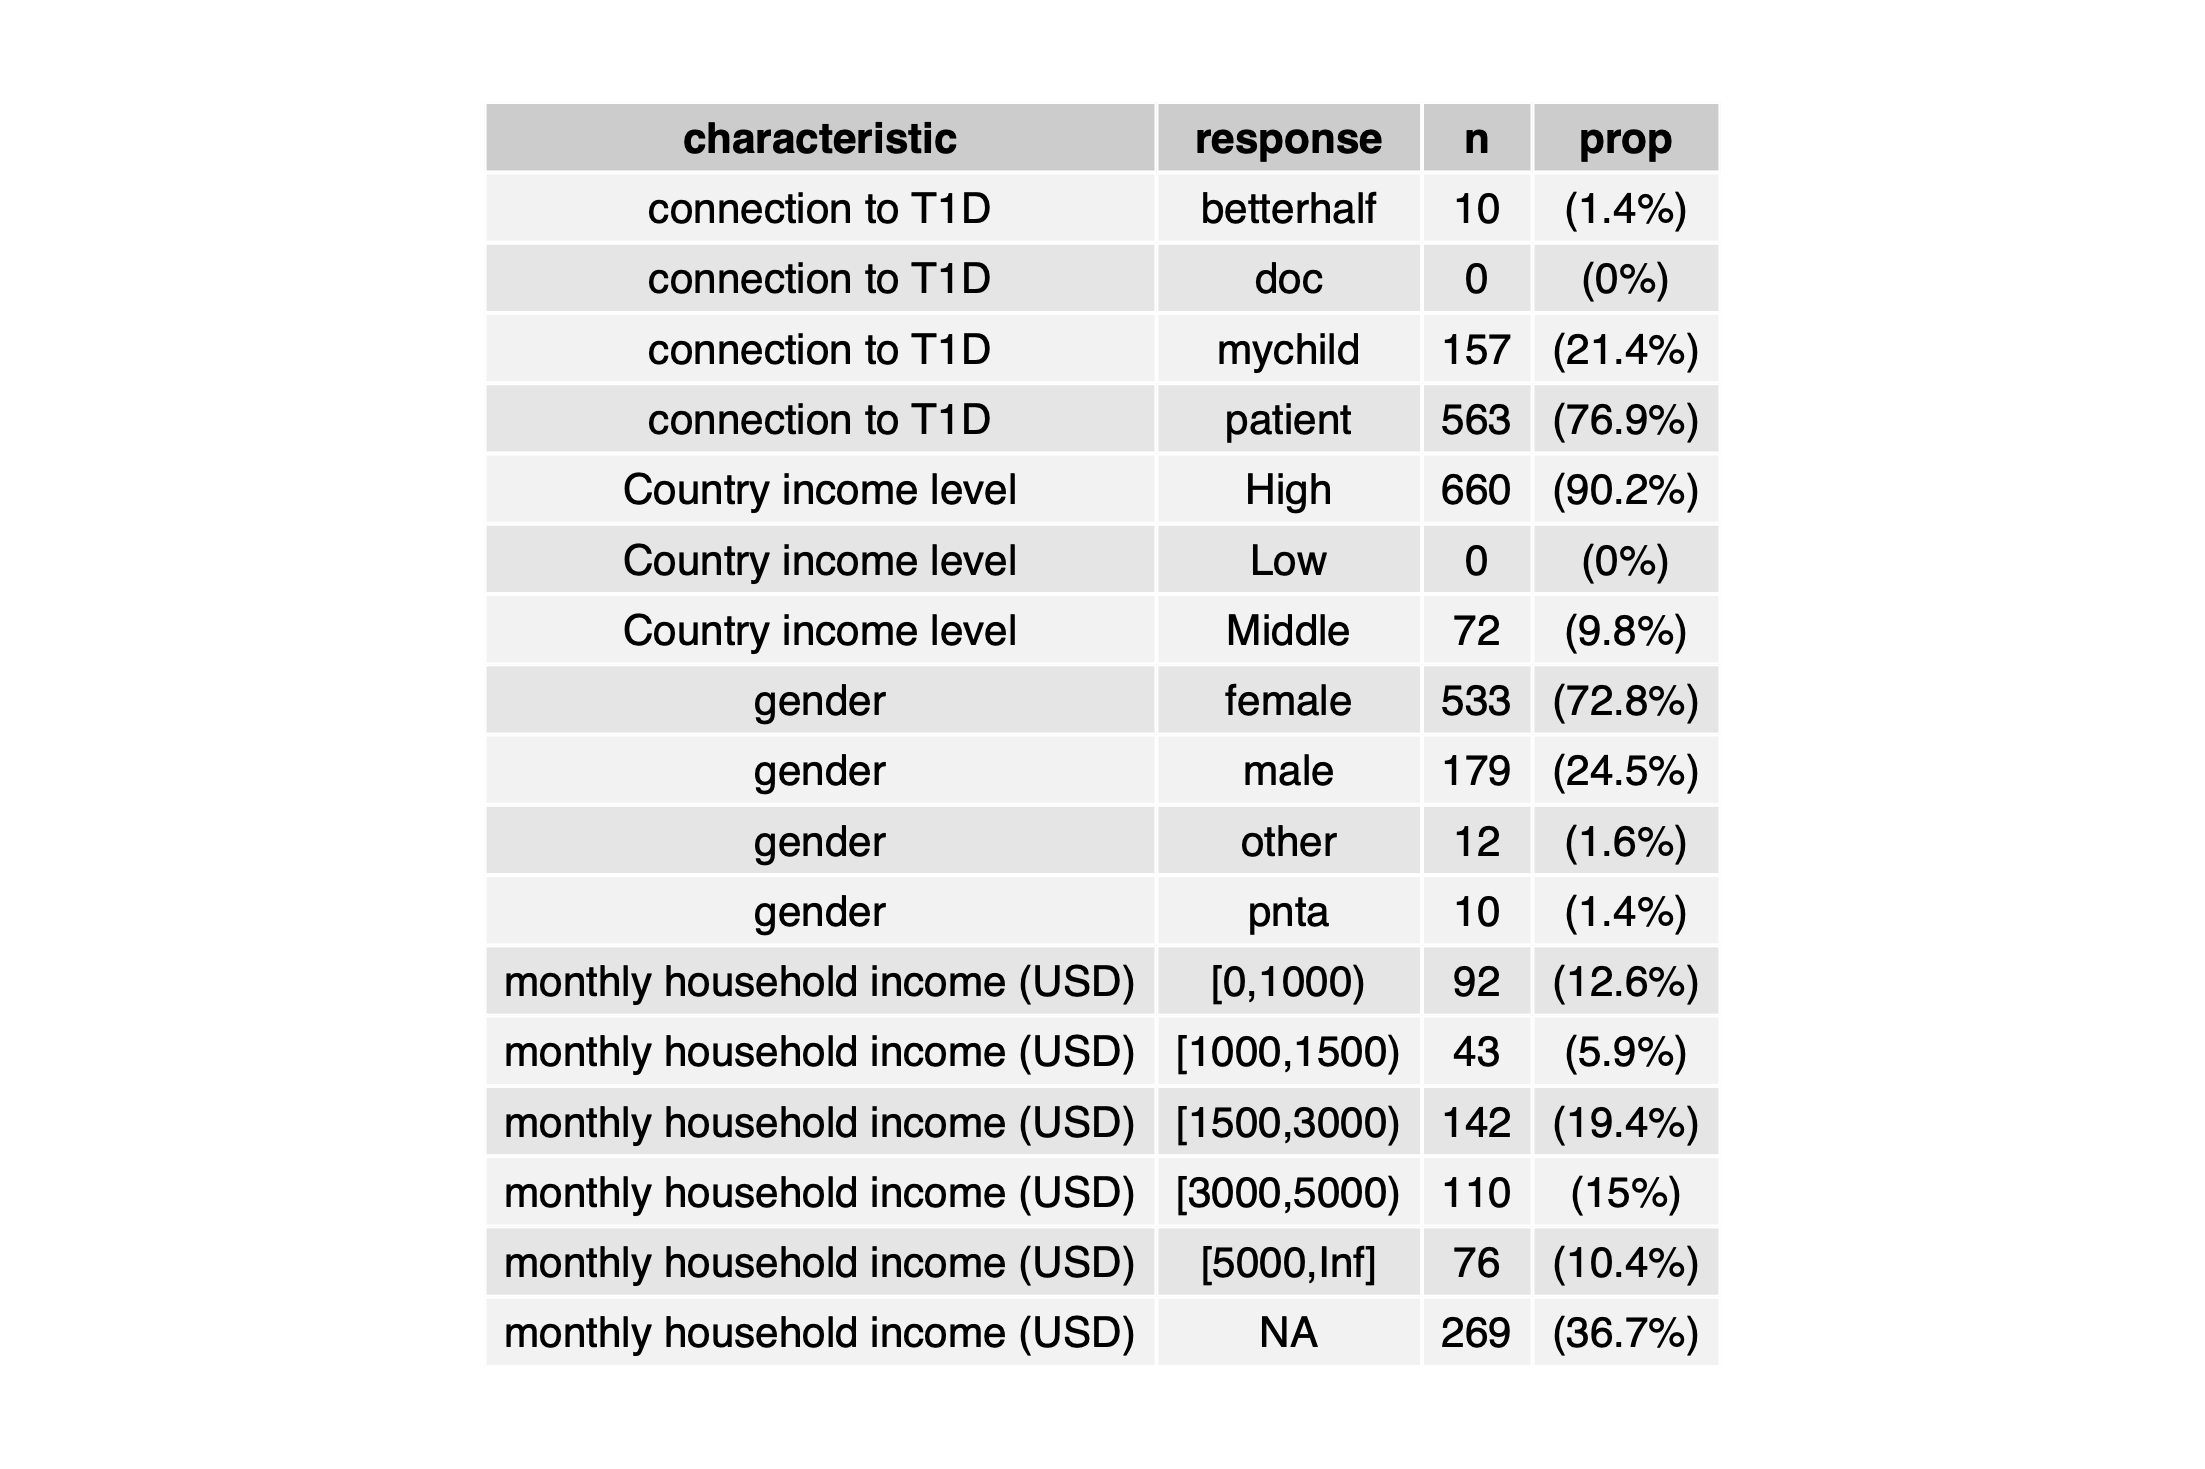 characteristic response n prop
connection to T1D betterhalf 10 (1.4%)
connection to T1D doc 0 (0%)
connection to T1D mychild 157 (21.4%)
connection to T1D patient 563 (76.9%)
Country income level High 660 (90.2%)
Country income level Low 0 (0%)
Country income level Middle 72 (9.8%)
gender female 533 (72.8%)
gender male 179 (24.5%)
gender other 12 (1.6%)
gender pnta 10 (1.4%)
monthly household income (USD) [0,1000) 92 (12.6%)
monthly household income (USD) [1000,1500) 43 (5.9%)
monthly household income (USD) [1500,3000) 142 (19.4%)
monthly household income (USD) [3000,5000) 110 (15%)
monthly household income (USD) [5000,Inf] 76 (10.4%)
monthly household income (USD) NA 269 (36.7%)